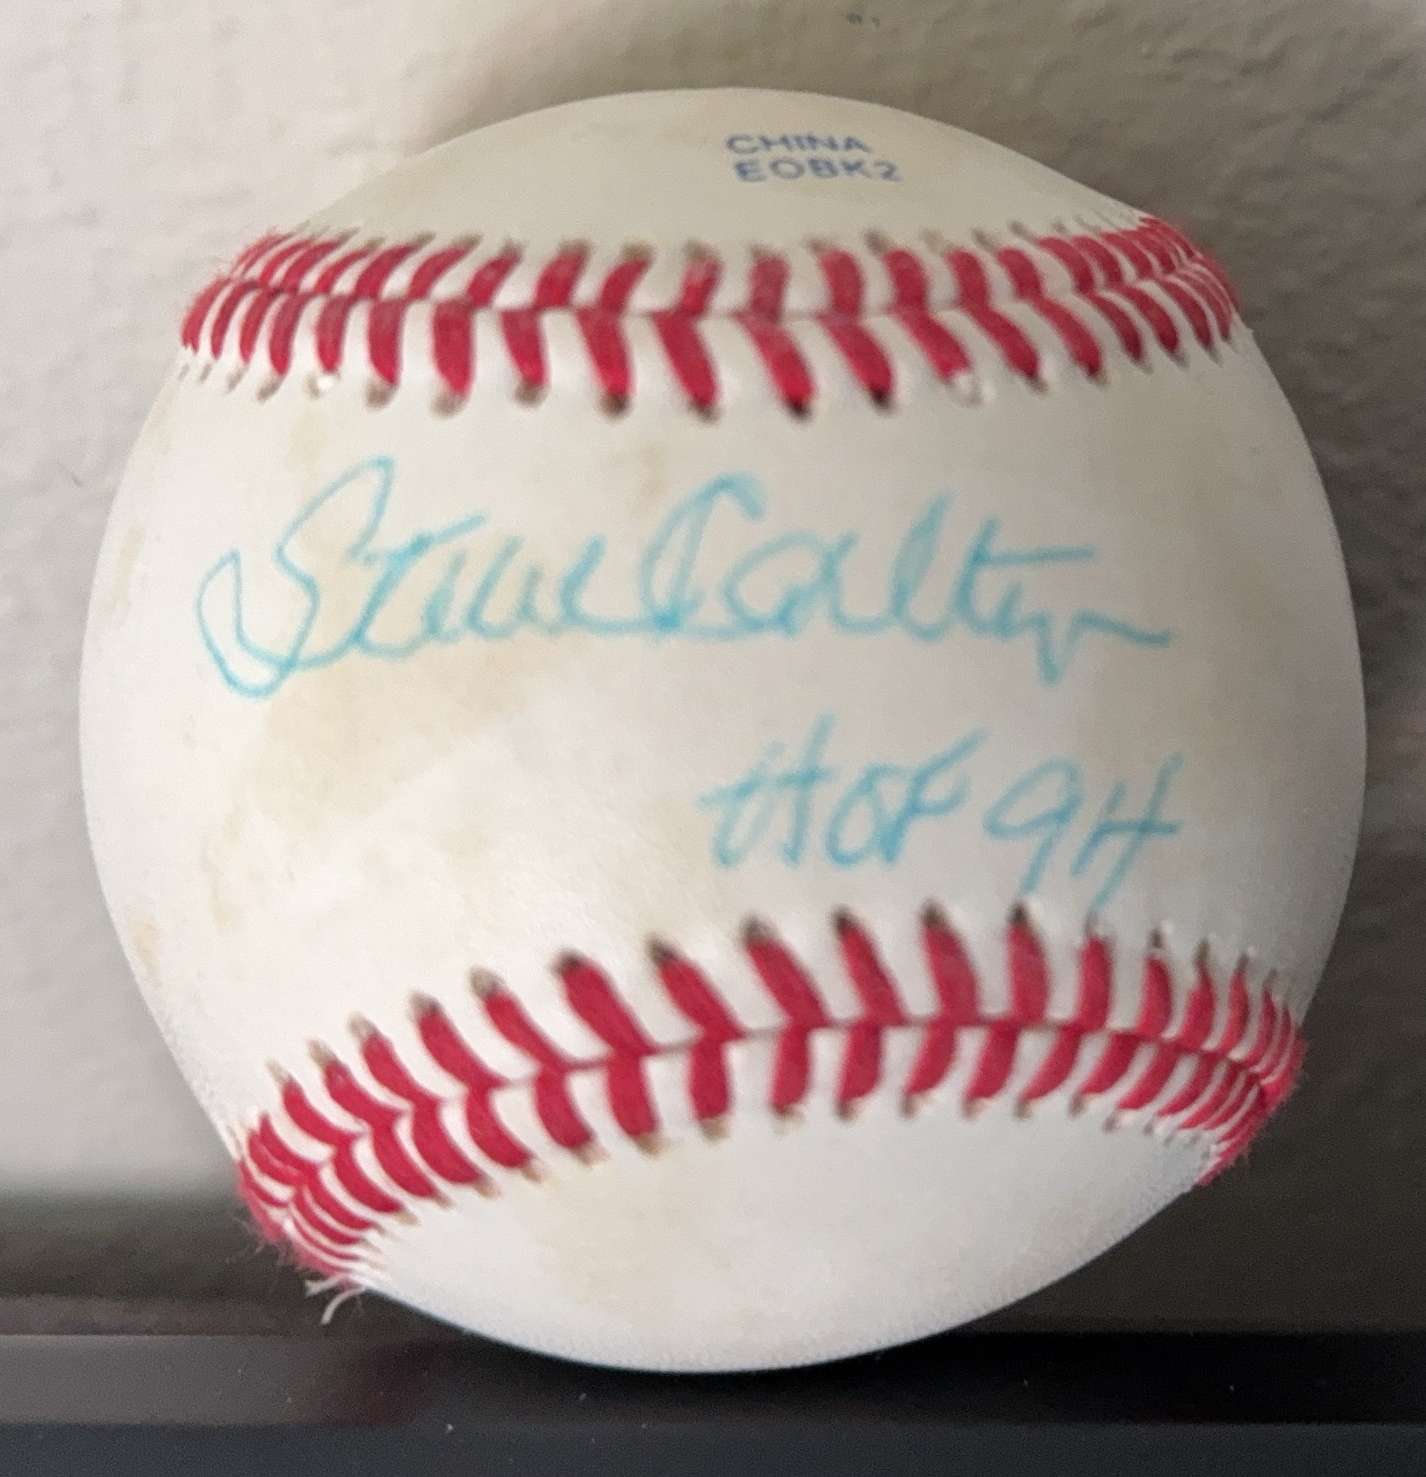 CHINA
EOBK2
Steve Carlton
HOF 94